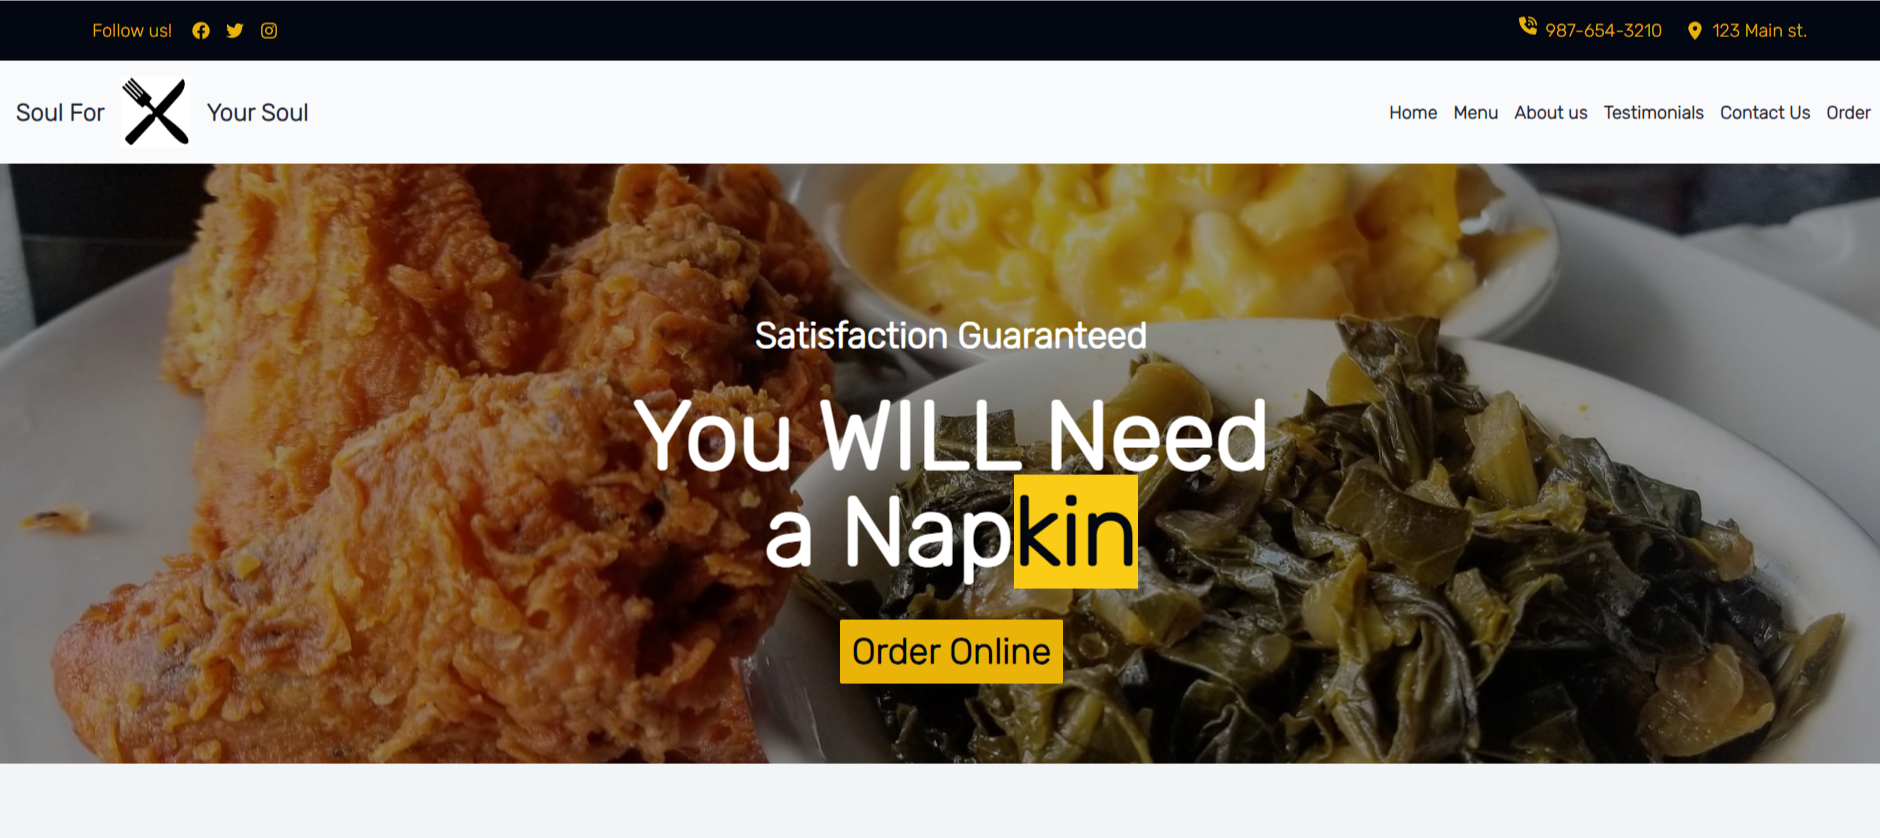 Follow us!
987-654-3210
123 Main st.
Soul For
Your Soul
Home Menu About us Testimonials Contact Us Order
Satisfaction Guaranteed
You WILL Need
a Napkin
Order Online